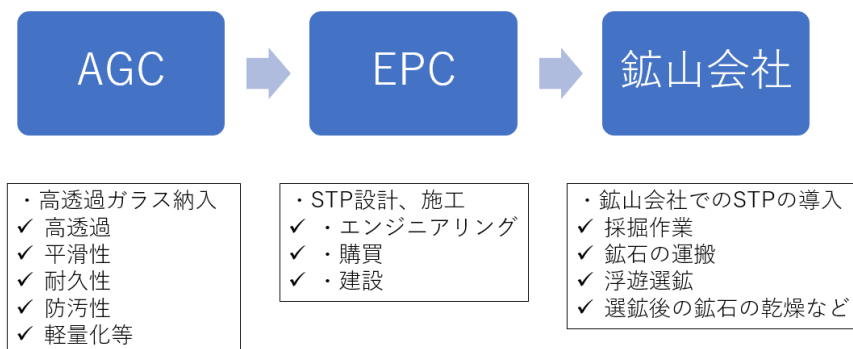 AGC
EPC
鉱山会社
・高透過ガラス納入
✓ 高透過
✓ 平滑性
✓ 耐久性
✓ 防汚性
✓ 軽量化等
・STP設計、施工
✓ ・エンジニアリング
✓ ・購買
✓ ・建設
・鉱山会社でのSTPの導入
✓ 採掘作業
✓ 鉱石の運搬
✓ 浮遊選鉱
✓ 選鉱後の鉱石の乾燥など